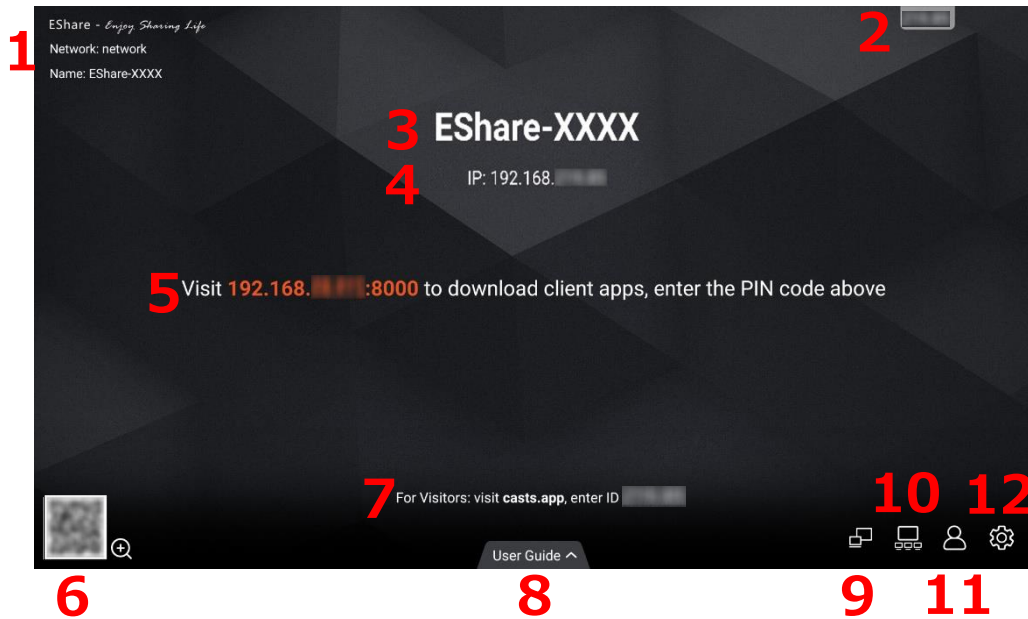 EShare - Enjoy Sharing Life
1
Network: network
Name: EShare-XXXX
2
3
EShare-XXXX
4
IP: 192.168.
5
Visit 192.168. :8000 to download client apps, enter the PIN code above
7
For Visitors: visit casts.app, enter ID
10
12
User Guide
6
8
9
11